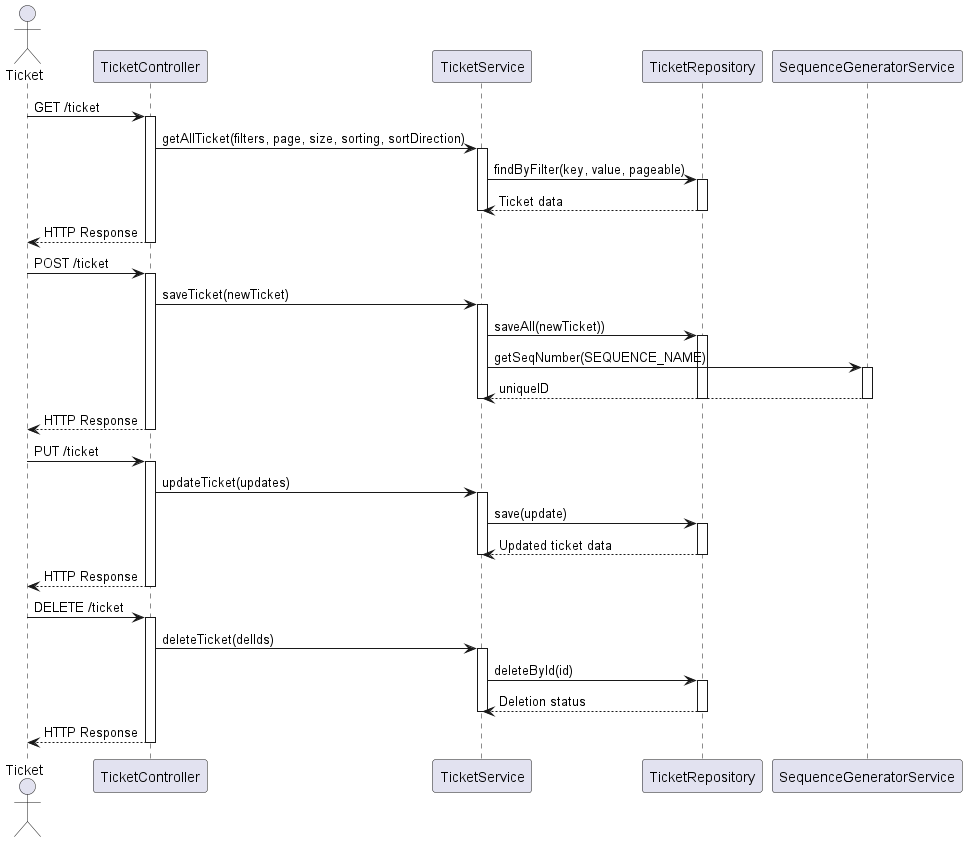 Ticket
TicketController
TicketService
TicketRepository
SequenceGeneratorService
GET /ticket
getAllTicket(filters, page, size, sorting, sortDirection)
findByFilter(key, value, pageable)
Ticket data
HTTP Response
POST /ticket
saveTicket(newTicket)
saveAll(newTicket))
getSeqNumber(SEQUENCE_NAME)
uniqueID
HTTP Response
PUT /ticket
updateTicket(updates)
save(update)
Updated ticket data
HTTP Response
DELETE /ticket
deleteTicket(delIds)
deleteById(id)
Deletion status
HTTP Response
Ticket
TicketController
TicketService
TicketRepository
SequenceGeneratorService